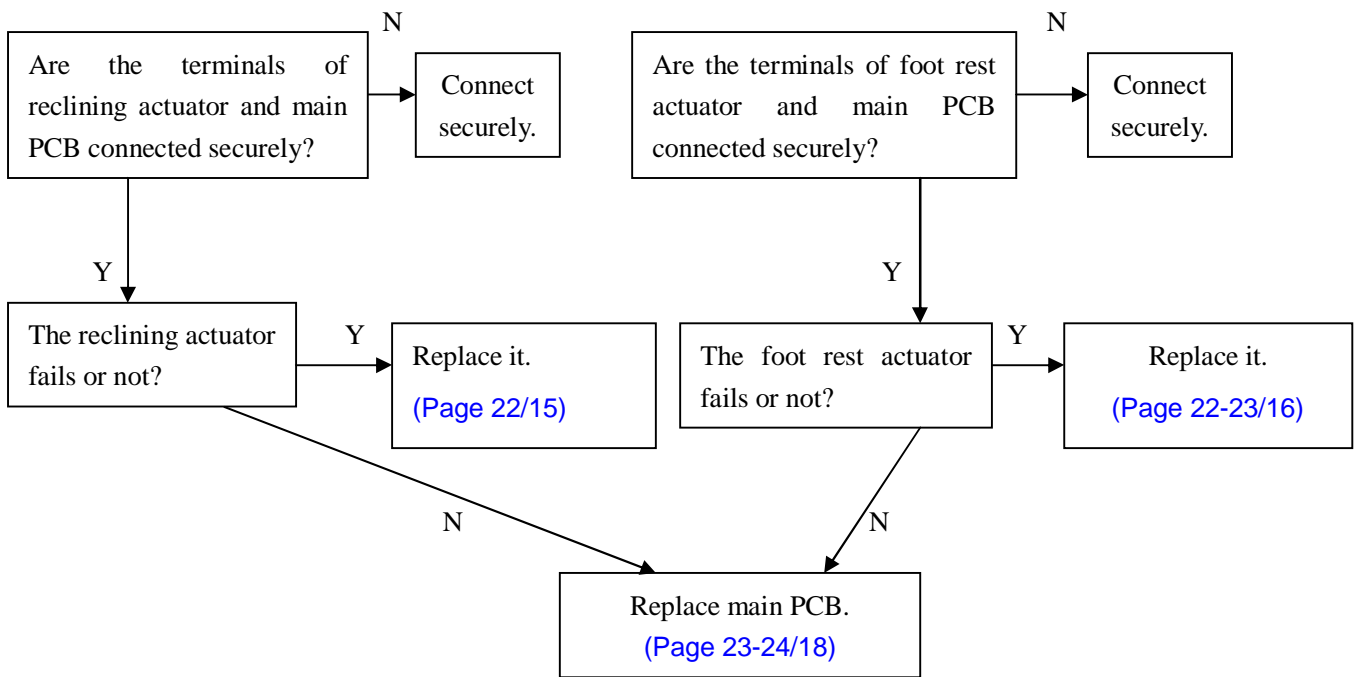 N
Are the terminals of
reclining actuator and main
PCB connected securely?
Connect
securely.
Y
The reclining actuator
fails or not?
Y
Replace it.
(Page 22/15)
N
N
Are the terminals of foot rest
actuator and main PCB
connected securely?
Connect
securely.
Y
The foot rest actuator
fails or not?
Y
Replace it.
(Page 22-23/16)
N
Replace main PCB.
(Page 23-24/18)